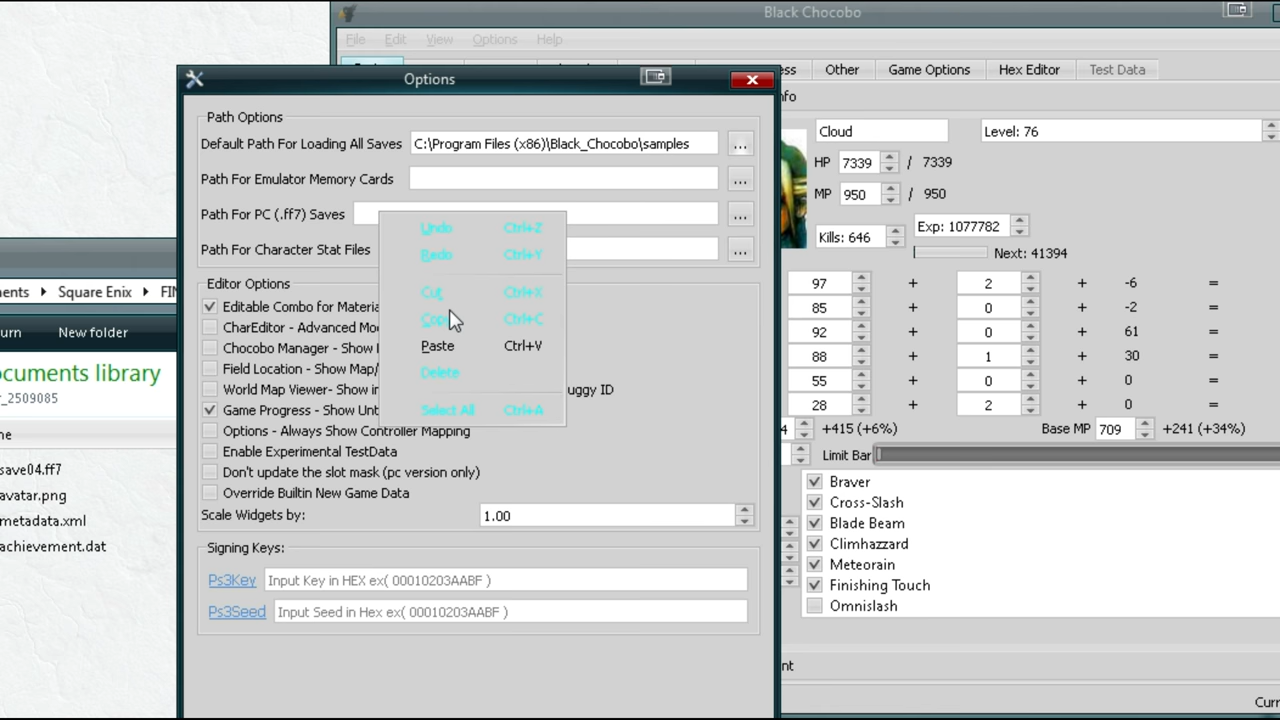 Black Chocobo
File Edit View Options Help
Options
ess Other Game Options Hex Editor Test Data
nfo
Path Options
Default Path For Loading All Saves C:\Program Files (x86)\Black_Chocobo\samples ...
Path For Emulator Memory Cards ...
Path For PC (.ff7) Saves ...
Path For Character Stat Files ...
Undo Ctrl+Z
Redo Ctrl+Y
Cut Ctrl+X
Copy Ctrl+C
Paste Ctrl+V
Delete
Select All Ctrl+A
Editor Options
Editable Combo for Materia
CharEditor - Advanced Mo
Chocobo Manager - Show
Field Location - Show Map/
World Map Viewer- Show in uggy ID
Game Progress - Show Unt
Options - Always Show Controller Mapping
Enable Experimental TestData
Don't update the slot mask (pc version only)
Override Builtin New Game Data
Scale Widgets by: 1.00
Signing Keys:
Ps3Key Input Key in HEX ex( 00010203AABF )
Ps3Seed Input Seed in Hex ex( 00010203AABF )
Cloud Level: 76
HP 7339 / 7339
MP 950 / 950
Kills: 646 Exp: 1077782
Next: 41394
97 + 2 + -6 =
85 + 0 + -2 =
92 + 0 + 61 =
88 + 1 + 30 =
55 + 0 + 0 =
28 + 2 + 0 =
4 +415 (+6%) Base MP 709 +241 (+34%)
Limit Bar
Braver
Cross-Slash
Blade Beam
Climhazzard
Meteorain
Finishing Touch
Omnislash
nt
Curr
ents Square Enix FIN
urn New folder
ocuments library
r_2509085
me
save04.ff7
avatar.png
metadata.xml
achievement.dat